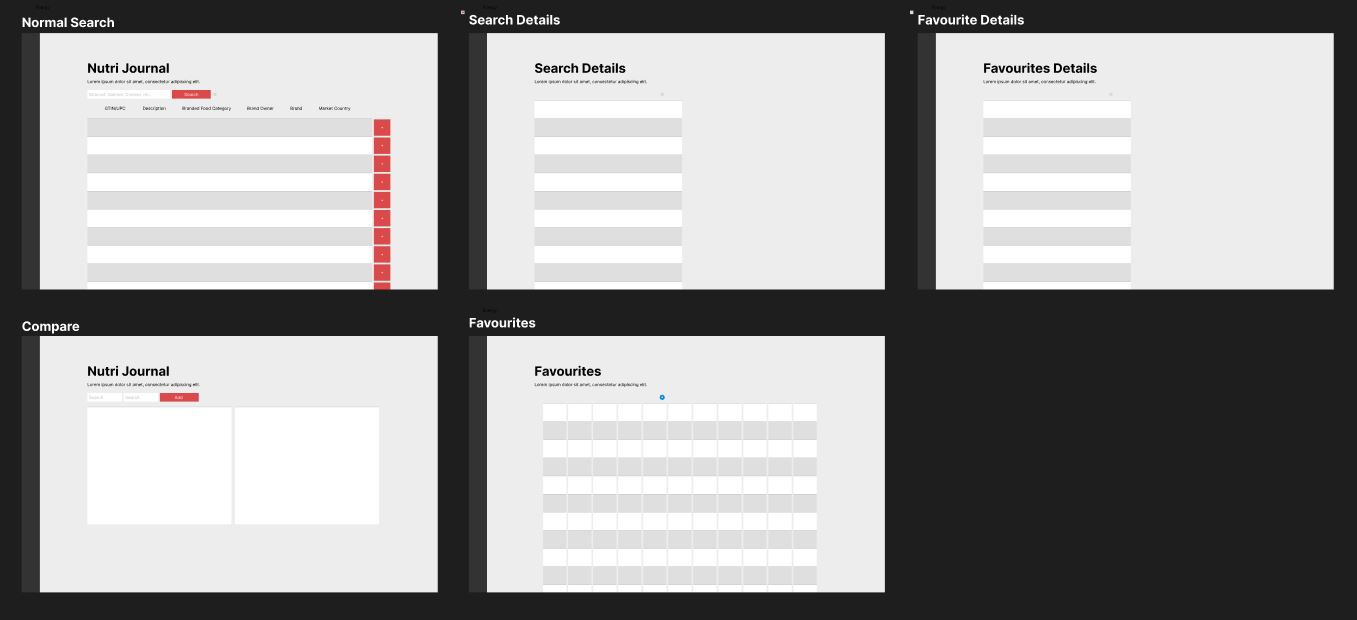 Normal Search
Nutri Journal
Lorem ipsum dolor sit amet, consectetur adipiscing elit.
Search
GTIN/UPC Description Branded Food Category Brand Owner Brand Market Country
Search Details
Search Details
Lorem ipsum dolor sit amet, consectetur adipiscing elit.
Favourite Details
Favourites Details
Lorem ipsum dolor sit amet, consectetur adipiscing elit.
Compare
Nutri Journal
Lorem ipsum dolor sit amet, consectetur adipiscing elit.
Search Search Add
Favourites
Favourites
Lorem ipsum dolor sit amet, consectetur adipiscing elit.